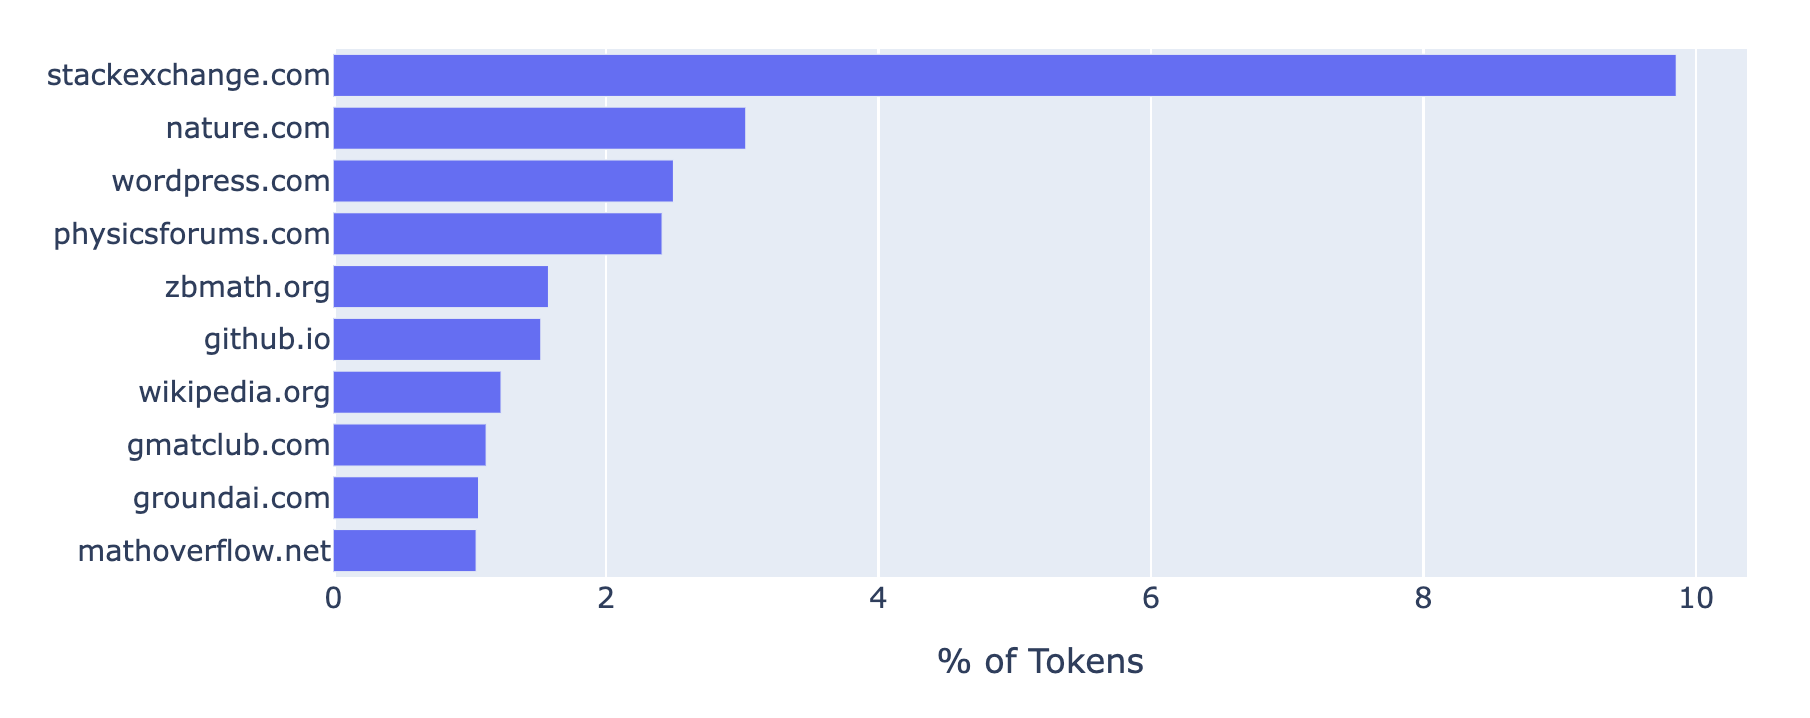 stackexchange.com
nature.com
wordpress.com
physicsforums.com
zbmath.org
github.io
wikipedia.org
gmatclub.com
groundai.com
mathoverflow.net
0 2 4 6 8 10
% of Tokens